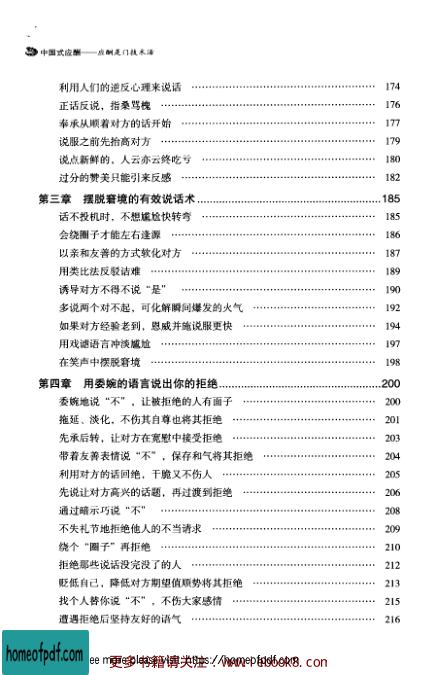 中国式应酬——应酬是门技术活
利用人们的逆反心理来说话 174
正话反说，指桑骂槐 176
奉承从顺着对方的话开始 177
说服之前先抬高对方 179
说点新鲜的，人云亦云终吃亏 180
过分的赞美只能引来反感 182
第三章 摆脱窘境的有效说话术 185
话不投机时，不想尴尬快转弯 185
会绕圈子才能左右逢源 186
以亲和友善的方式软化对方 187
用类比法反驳诘难 189
诱导对方不得不说“是” 190
多说两个对不起，可化解瞬间爆发的火气 192
如果对方经验老到，恩威并施说服更快 194
用戏谑语言冲淡尴尬 197
在笑声中摆脱窘境 198
第四章 用委婉的语言说出你的拒绝 200
委婉地说“不”，让被拒绝的人有面子 200
拖延、淡化，不伤其自尊也将其拒绝 201
先承后转，让对方在宽慰中接受拒绝 203
带着友善表情说“不”，保存和气将其拒绝 204
利用对方的话回绝，干脆又不伤人 205
先说让对方高兴的话题，再过渡到拒绝 206
通过暗示巧说“不” 208
不失礼节地拒绝他人的不当请求 209
绕个“圈子”再拒绝 210
拒绝那些说话没完没了的人 212
贬低自己，降低对方期望值顺势将其拒绝 213
找个人替你说“不”，不伤大家感情 215
遭遇拒绝后坚持友好的语气 216
homeofpdf.com